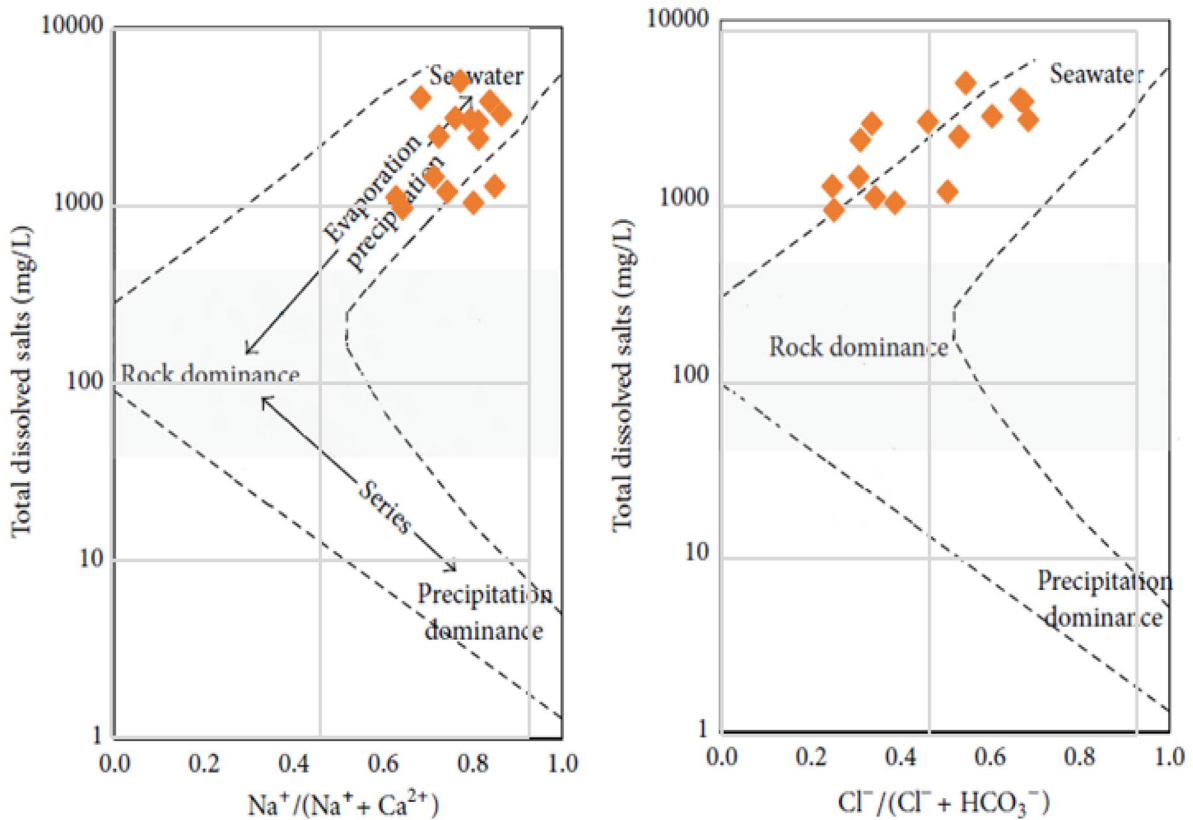 10000
1000
100
10
1
Total dissolved salts (mg/L)
Seawater
Evaporation
precipitation
Rock dominance
Series
Precipitation
dominance
0.0 0.2 0.4 0.6 0.8 1.0
Na⁺/(Na⁺ + Ca²⁺)
10000
1000
100
10
1
Total dissolved salts (mg/L)
Seawater
Rock dominance
Precipitation
dominance
0.0 0.2 0.4 0.6 0.8 1.0
Cl⁻/(Cl⁻ + HCO₃⁻)